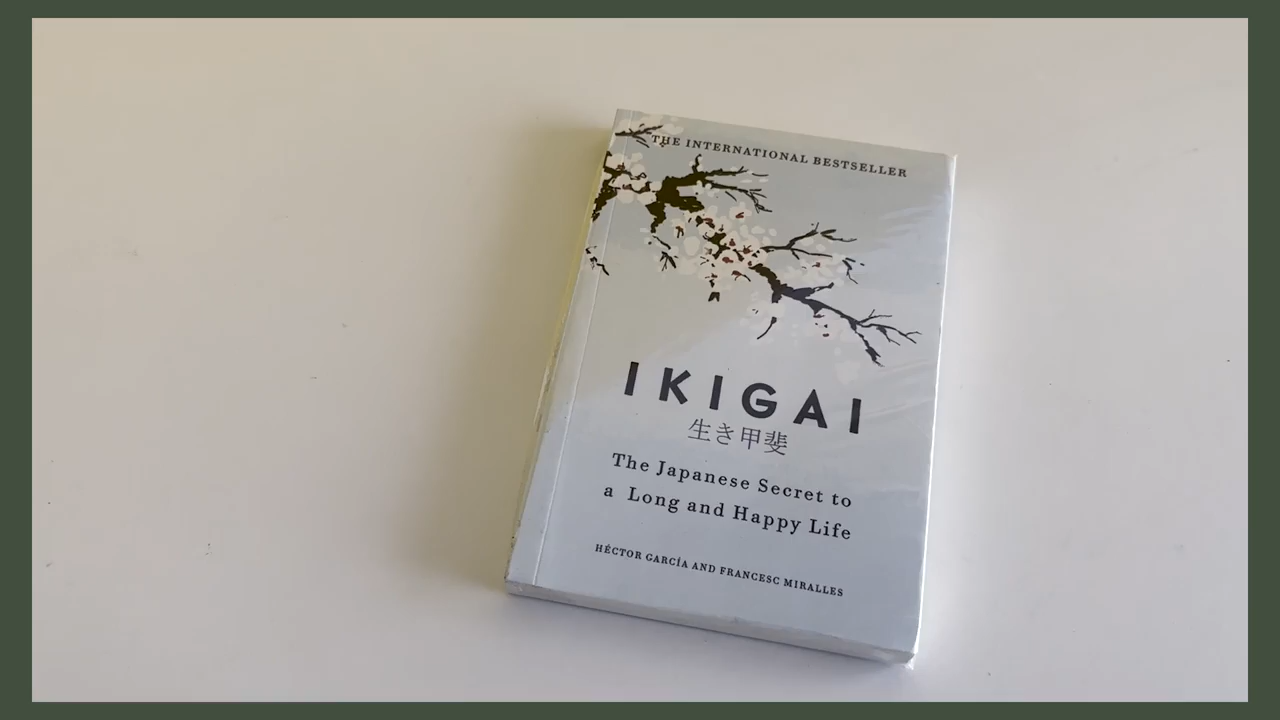 THE INTERNATIONAL BESTSELLER
IKIGAI
生き甲斐
The Japanese Secret to
a Long and Happy Life
HÉCTOR GARCÍA AND FRANCESC MIRALLES